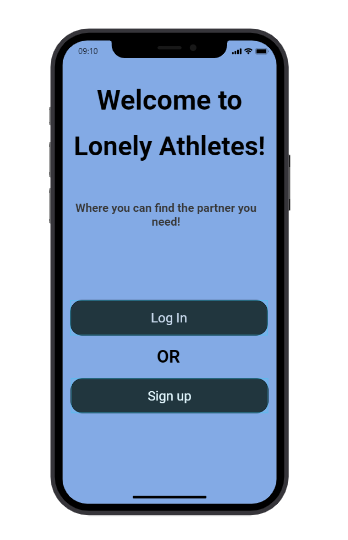 09:10
Welcome to
Lonely Athletes!
Where you can find the partner you
need!
Log In
OR
Sign up